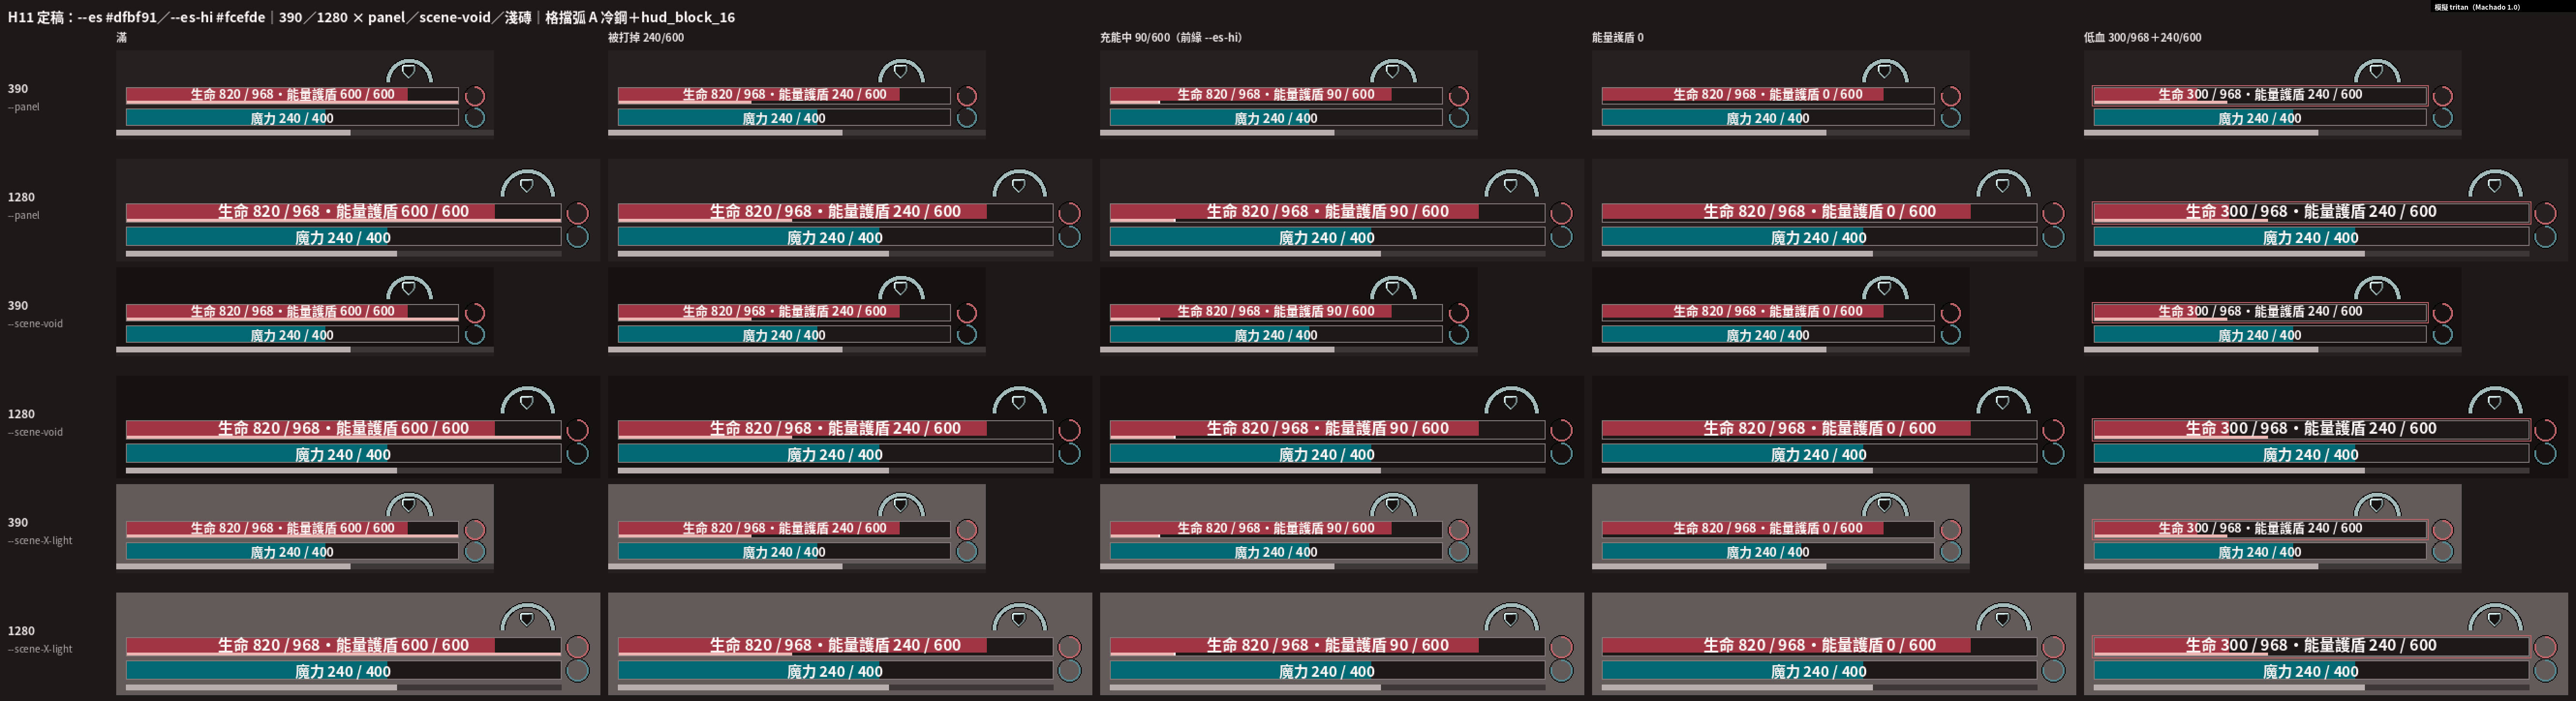 H11 定稿：--es #dfbf91／--es-hi #fcefde｜390／1280 × panel／scene-void／淺磚｜格擋弧 A 冷鋼＋hud_block_16
模擬 tritan（Machado 1.0）
滿 被打掉 240/600 充能中 90/600（前緣 --es-hi） 能量護盾 0 低血 300/968＋240/600
390
--panel
生命 820 / 968・能量護盾 600 / 600 生命 820 / 968・能量護盾 240 / 600 生命 820 / 968・能量護盾 90 / 600 生命 820 / 968・能量護盾 0 / 600 生命 300 / 968・能量護盾 240 / 600
魔力 240 / 400 魔力 240 / 400 魔力 240 / 400 魔力 240 / 400 魔力 240 / 400
1280
--panel
生命 820 / 968・能量護盾 600 / 600 生命 820 / 968・能量護盾 240 / 600 生命 820 / 968・能量護盾 90 / 600 生命 820 / 968・能量護盾 0 / 600 生命 300 / 968・能量護盾 240 / 600
魔力 240 / 400 魔力 240 / 400 魔力 240 / 400 魔力 240 / 400 魔力 240 / 400
390
--scene-void
生命 820 / 968・能量護盾 600 / 600 生命 820 / 968・能量護盾 240 / 600 生命 820 / 968・能量護盾 90 / 600 生命 820 / 968・能量護盾 0 / 600 生命 300 / 968・能量護盾 240 / 600
魔力 240 / 400 魔力 240 / 400 魔力 240 / 400 魔力 240 / 400 魔力 240 / 400
1280
--scene-void
生命 820 / 968・能量護盾 600 / 600 生命 820 / 968・能量護盾 240 / 600 生命 820 / 968・能量護盾 90 / 600 生命 820 / 968・能量護盾 0 / 600 生命 300 / 968・能量護盾 240 / 600
魔力 240 / 400 魔力 240 / 400 魔力 240 / 400 魔力 240 / 400 魔力 240 / 400
390
--scene-X-light
生命 820 / 968・能量護盾 600 / 600 生命 820 / 968・能量護盾 240 / 600 生命 820 / 968・能量護盾 90 / 600 生命 820 / 968・能量護盾 0 / 600 生命 300 / 968・能量護盾 240 / 600
魔力 240 / 400 魔力 240 / 400 魔力 240 / 400 魔力 240 / 400 魔力 240 / 400
1280
--scene-X-light
生命 820 / 968・能量護盾 600 / 600 生命 820 / 968・能量護盾 240 / 600 生命 820 / 968・能量護盾 90 / 600 生命 820 / 968・能量護盾 0 / 600 生命 300 / 968・能量護盾 240 / 600
魔力 240 / 400 魔力 240 / 400 魔力 240 / 400 魔力 240 / 400 魔力 240 / 400